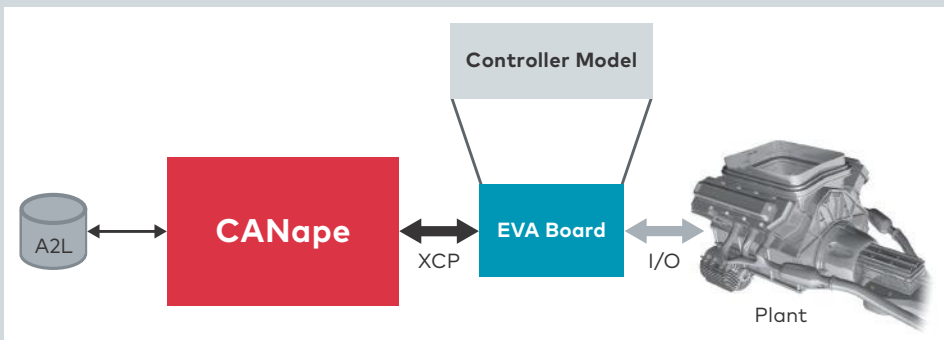 Controller Model
A2L
CANape
XCP
EVA Board
I/O
Plant